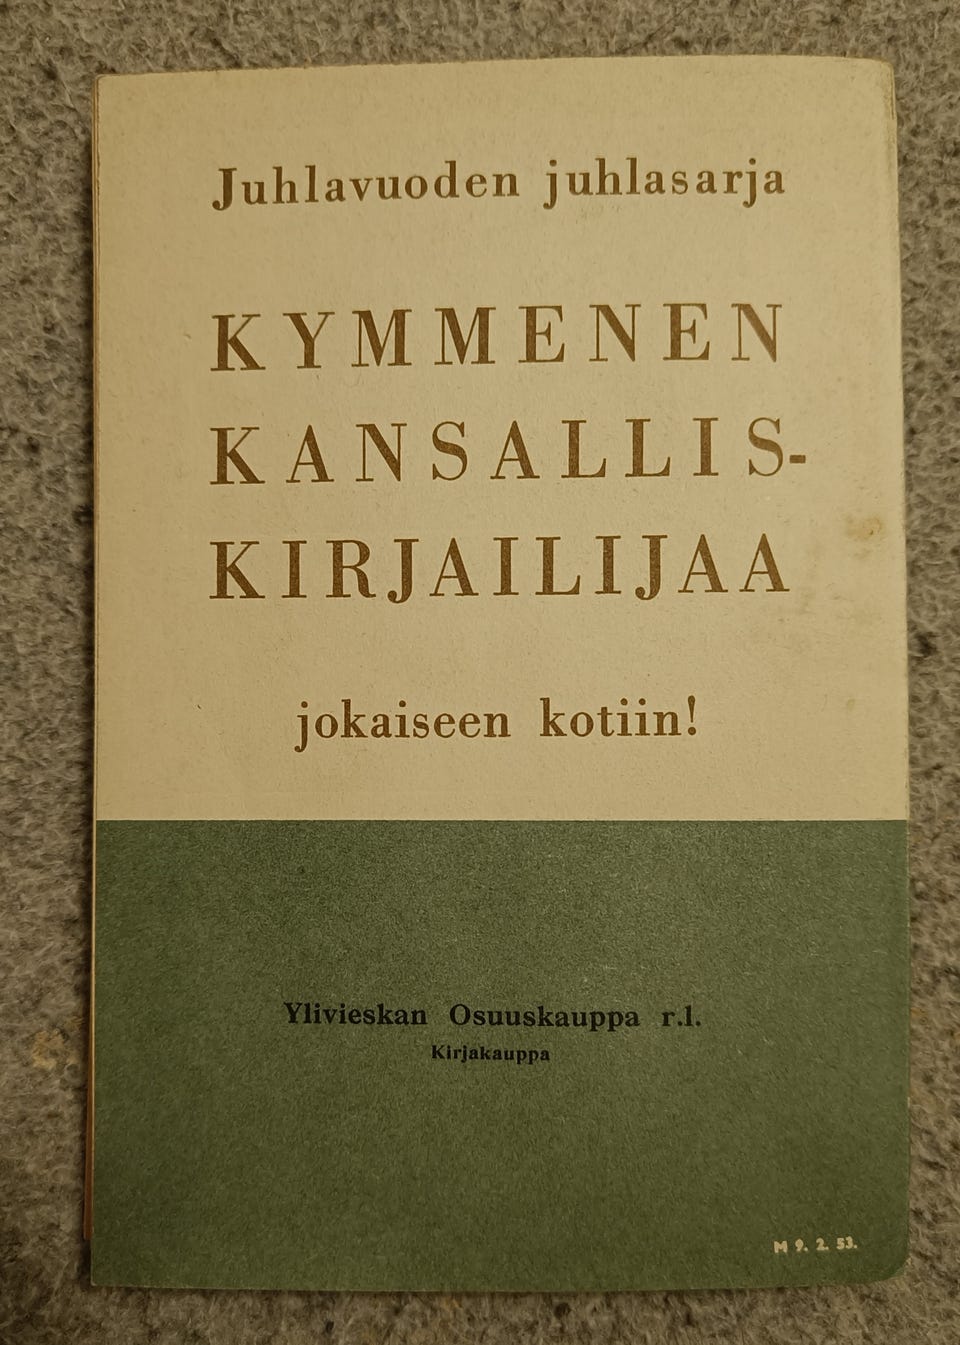 Juhlavuoden juhlasarja
KYMMENEN
KANSALLIS-
KIRJAILIJAA
jokaiseen kotiin!
Ylivieskan Osuuskauppa r.l.
Kirjakauppa
M 9. 2. 53.